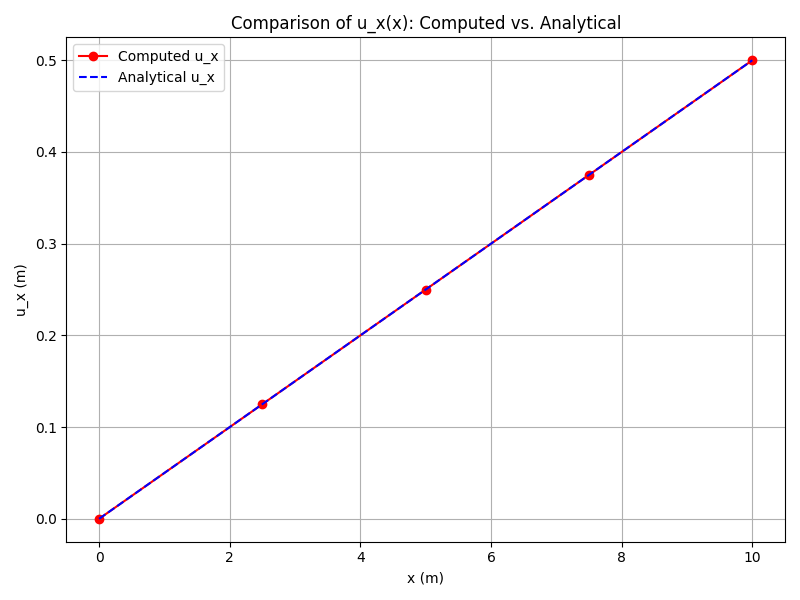 Comparison of u_x(x): Computed vs. Analytical
Computed u_x
Analytical u_x
0.5
0.4
0.3
0.2
0.1
0.0
u_x (m)
0 2 4 6 8 10
x (m)